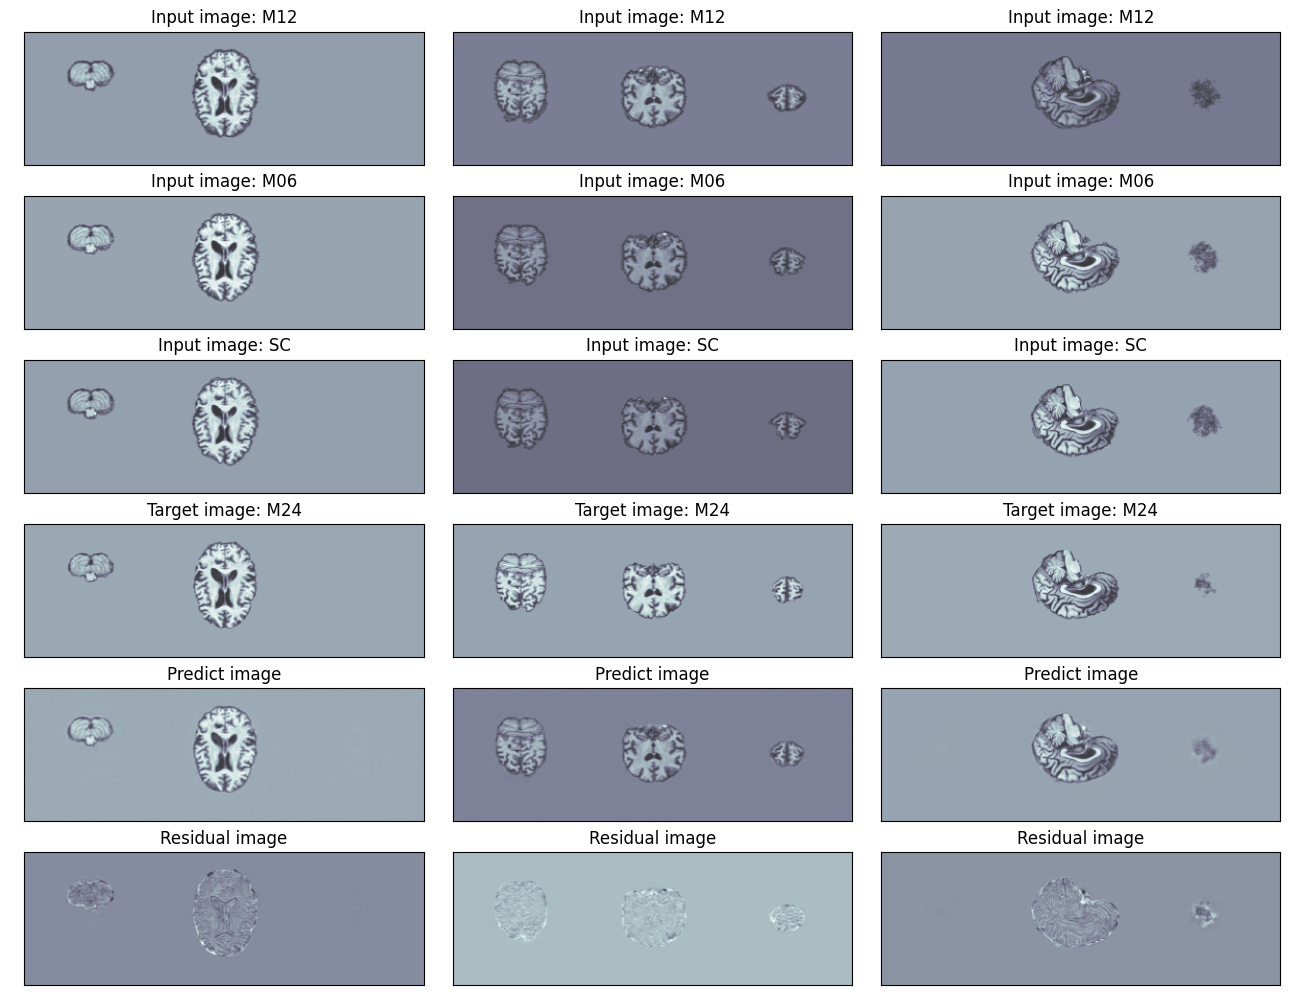 Input image: M12 Input image: M12 Input image: M12
Input image: M06 Input image: M06 Input image: M06
Input image: SC Input image: SC Input image: SC
Target image: M24 Target image: M24 Target image: M24
Predict image Predict image Predict image
Residual image Residual image Residual image